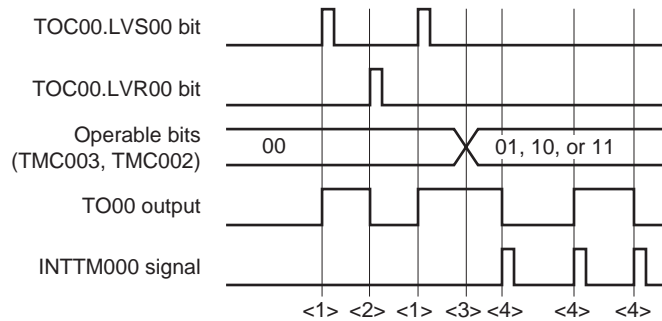 TOC00.LVS00 bit
TOC00.LVR00 bit
Operable bits
(TMC003, TMC002)
00
01, 10, or 11
TO00 output
INTTM000 signal
<1> <2> <1> <3> <4> <4> <4>